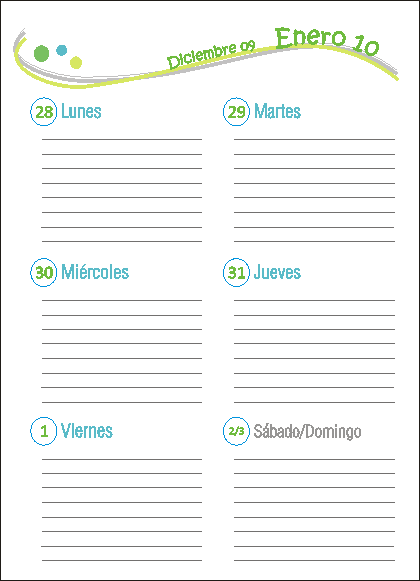 Diciembre 09 Enero 10
28 Lunes
29 Martes
30 Miércoles
31 Jueves
1 Viernes
2/3 Sábado/Domingo